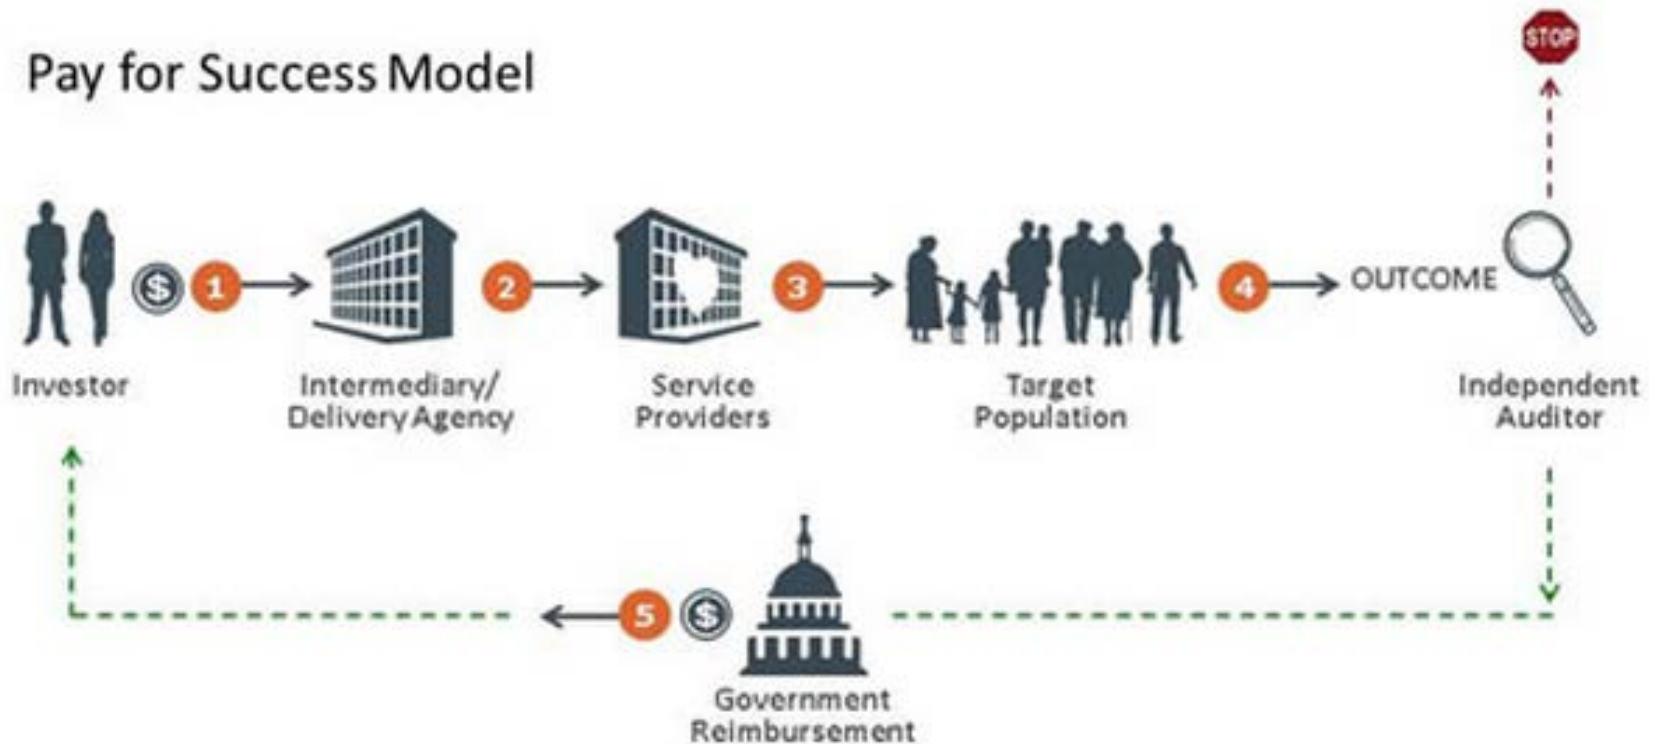 STOP
Pay for Success Model
$ 1 2 3 4 OUTCOME
Investor
Intermediary/
Delivery Agency
Service
Providers
Target
Population
Independent
Auditor
5 $
Government
Reimbursement